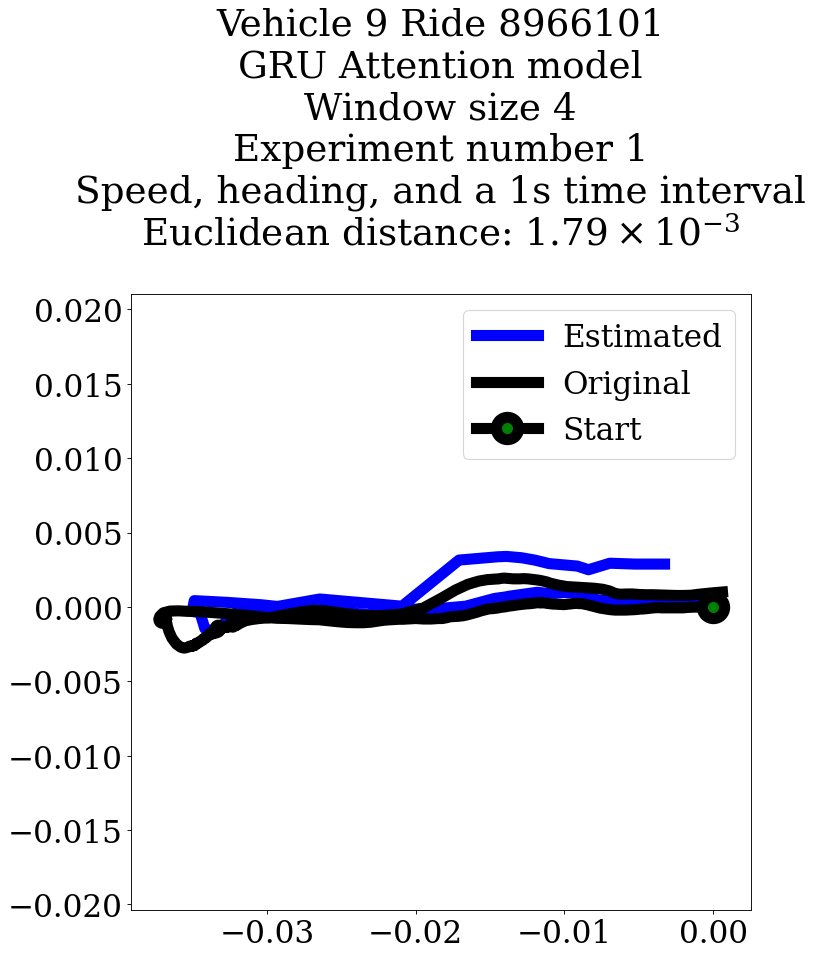 Vehicle 9 Ride 8966101
GRU Attention model
Window size 4
Experiment number 1
Speed, heading, and a 1s time interval
Euclidean distance: 1.79 × 10⁻³
0.020
0.015
0.010
0.005
0.000
−0.005
−0.010
−0.015
−0.020
Estimated
Original
Start
−0.03
−0.02
−0.01
0.00